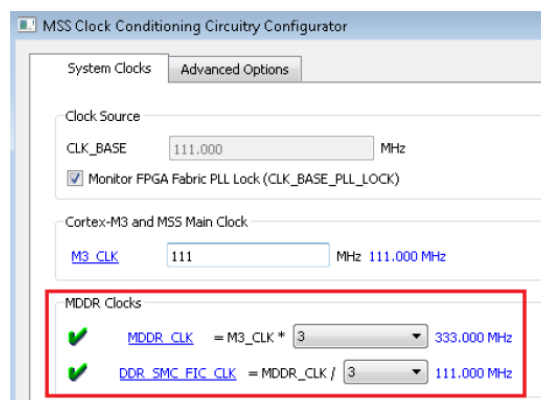 MSS Clock Conditioning Circuitry Configurator
System Clocks Advanced Options
Clock Source
CLK_BASE 111.000 MHz
Monitor FPGA Fabric PLL Lock (CLK_BASE_PLL_LOCK)
Cortex-M3 and MSS Main Clock
M3_CLK 111 MHz 111.000 MHz
MDDR Clocks
MDDR_CLK = M3_CLK * 3 333.000 MHz
DDR_SMC_FIC_CLK = MDDR_CLK / 3 111.000 MHz